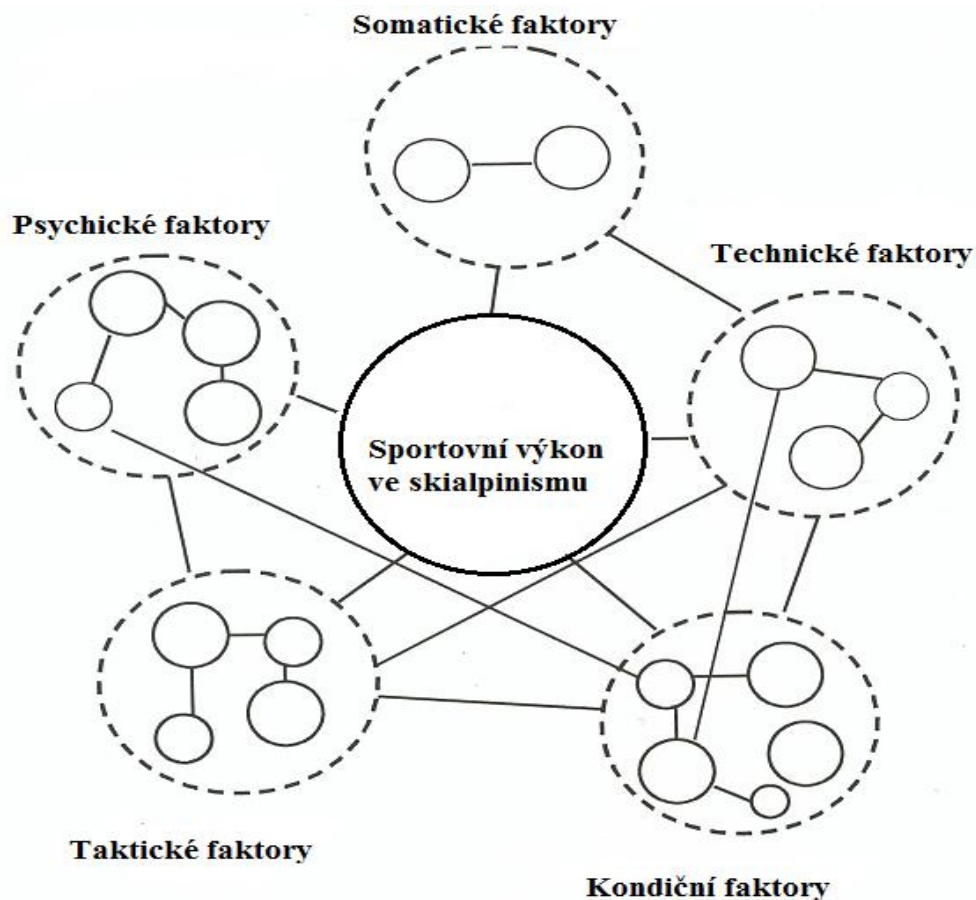 Somatické faktory
Psychické faktory
Technické faktory
Sportovní výkon
ve skialpinismu
Taktické faktory
Kondiční faktory